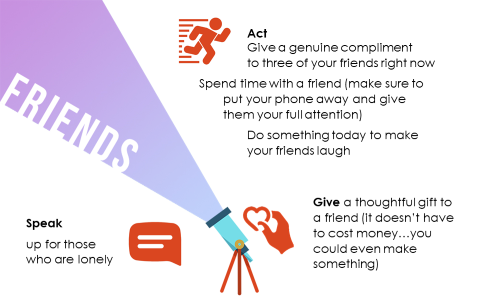 FRIENDS
Act
Give a genuine compliment
to three of your friends right now
Spend time with a friend (make sure to
put your phone away and give
them your full attention)
Do something today to make
your friends laugh
Speak
up for those
who are lonely
Give a thoughtful gift to
a friend (it doesn't have
to cost money...you
could even make
something)